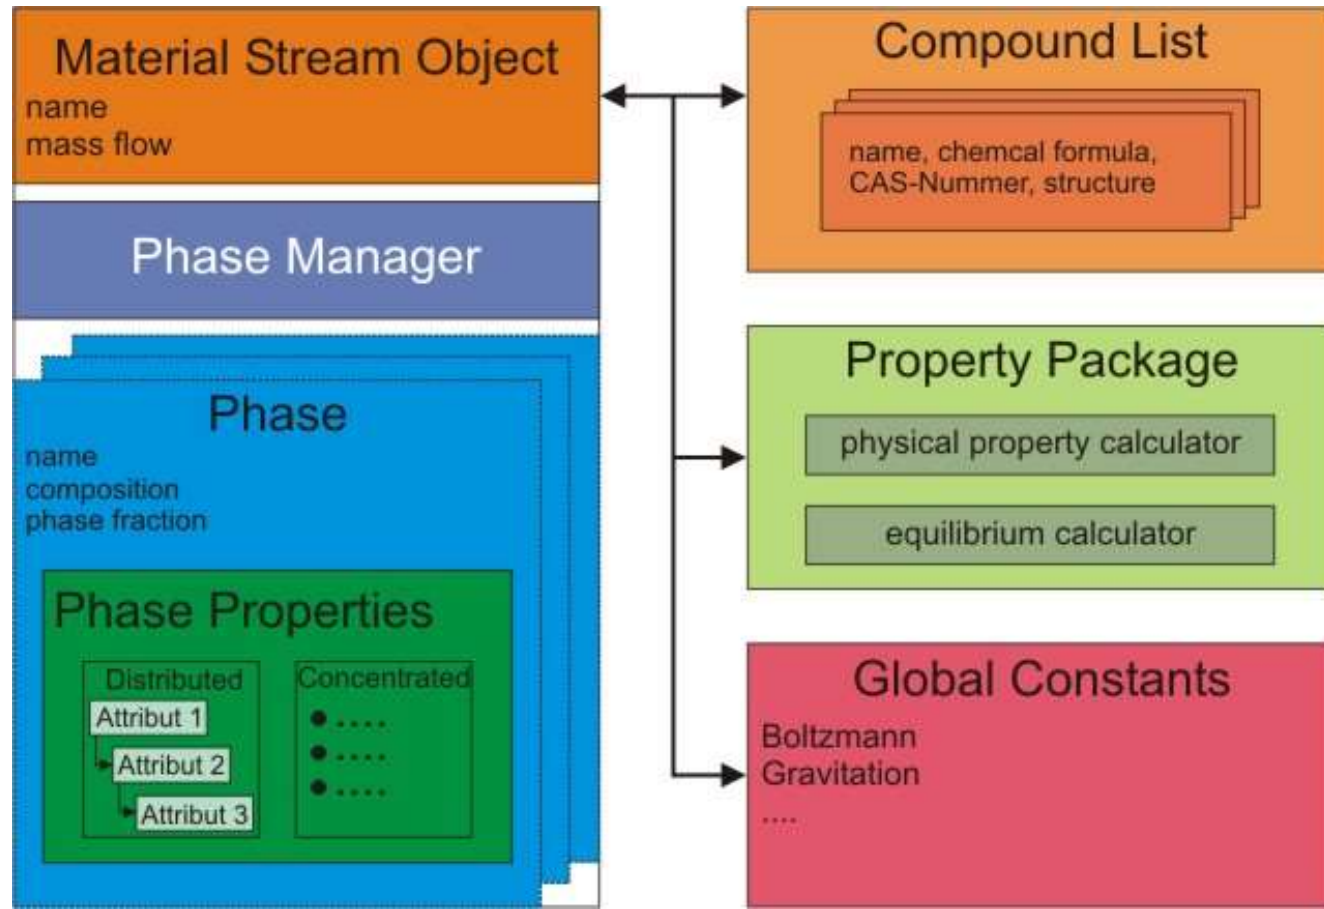 Material Stream Object
name
mass flow
Phase Manager
Phase
name
composition
phase fraction
Phase Properties
Distributed
Attribut 1
Attribut 2
Attribut 3
Concentrated
....
....
....
Compound List
name, chemcal formula,
CAS-Nummer, structure
Property Package
physical property calculator
equilibrium calculator
Global Constants
Boltzmann
Gravitation
....